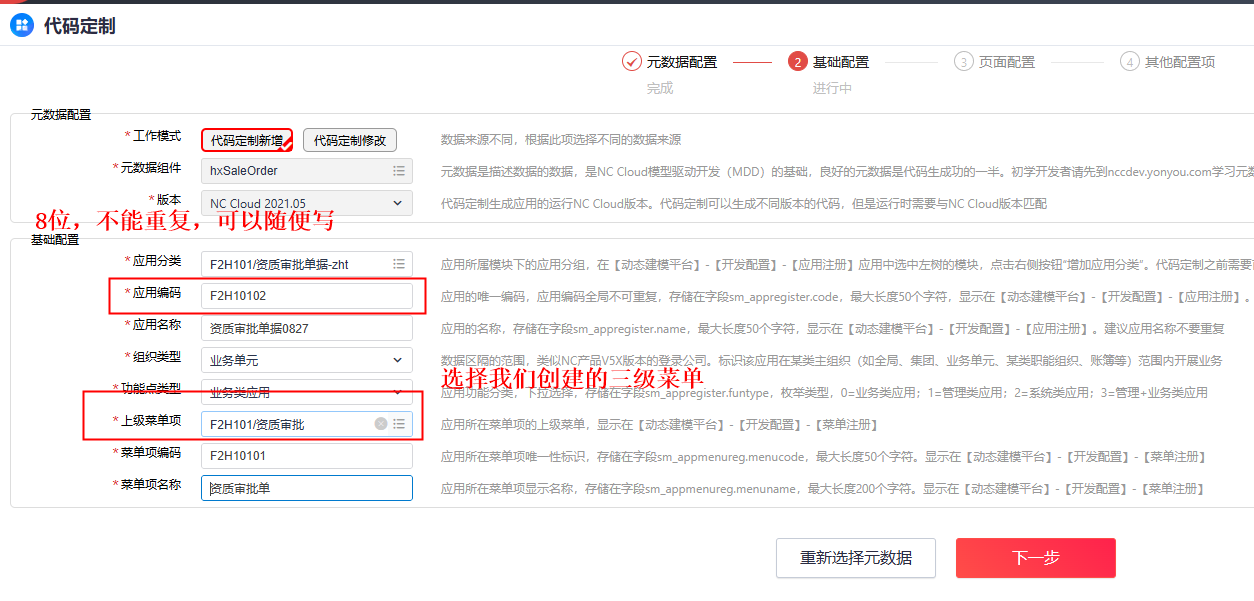 代码定制
元数据配置
2 基础配置
3 页面配置
4 其他配置项
完成
进行中
元数据配置
* 工作模式 代码定制新增 代码定制修改 数据来源不同，根据此项选择不同的数据来源
* 元数据组件 hxSaleOrder 元数据是描述数据的数据，是NC Cloud模型驱动开发（MDD）的基础，良好的元数据是代码生成功的一半。初学开发者请先到nccdev.yonyou.com学习元数
* 版本 NC Cloud 2021.05 代码定制生成应用的运行NC Cloud版本。代码定制可以生成不同版本的代码，但是运行时需要与NC Cloud版本匹配
8位，不能重复，可以随便写
基础配置
* 应用分类 F2H101/资质审批单据-zht 应用所属模块下的应用分组，在【动态建模平台】-【开发配置】-【应用注册】应用中选中左树的模块，点击右侧按钮“增加应用分类”。代码定制之前需要
* 应用编码 F2H10102 应用的唯一编码，应用编码全局不可重复，存储在字段sm_appregister.code，最大长度50个字符，显示在【动态建模平台】-【开发配置】-【应用注册】。
* 应用名称 资质审批单据0827 应用的名称，存储在字段sm_appregister.name，最大长度50个字符，显示在【动态建模平台】-【开发配置】-【应用注册】。建议应用名称不要重复
* 组织类型 业务单元 数据区隔的范围，类似NC产品V5X版本的登录公司。标识该应用在某类主组织（如全局、集团、业务单元、某类职能组织、账簿等）范围内开展业务
选择我们创建的三级菜单
* 功能点类型 业务类应用 应用功能分类，下拉选择，存储在字段sm_appregister.funtype，枚举类型，0=业务类应用；1=管理类应用；2=系统类应用；3=管理+业务类应用
* 上级菜单项 F2H101/资质审批 应用所在菜单项的上级菜单，显示在【动态建模平台】-【开发配置】-【菜单注册】
* 菜单项编码 F2H10101 应用所在菜单项唯一性标识，存储在字段sm_appmenureg.menucode，最大长度50个字符。显示在【动态建模平台】-【开发配置】-【菜单注册】
* 菜单项名称 资质审批单 应用所在菜单项显示名称，存储在字段sm_appmenureg.menuname，最大长度200个字符。显示在【动态建模平台】-【开发配置】-【菜单注册】
重新选择元数据 下一步